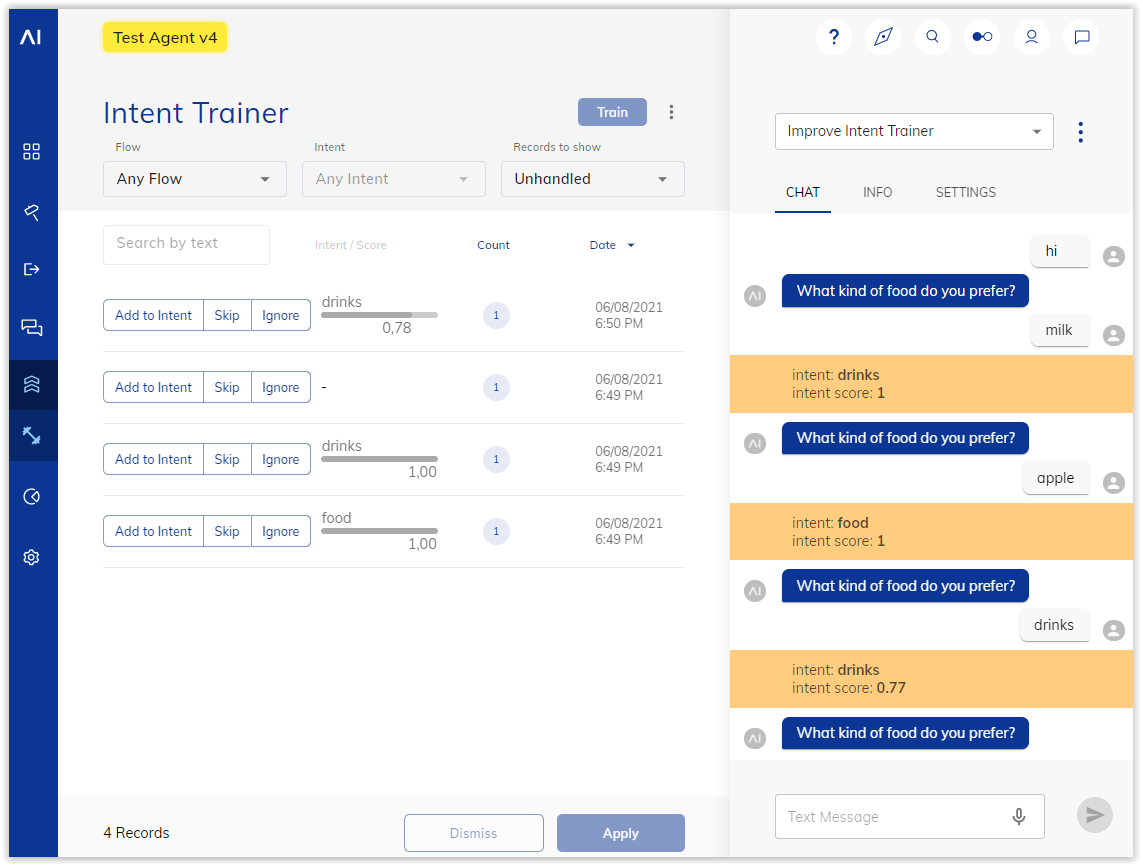 AI
Test Agent v4
?
Intent Trainer
Train
Flow
Intent
Records to show
Any Flow
Any Intent
Unhandled
Search by text
Intent / Score
Count
Date
Add to Intent
Skip
Ignore
drinks
0,78
1
06/08/2021
6:50 PM
Add to Intent
Skip
Ignore
-
1
06/08/2021
6:49 PM
Add to Intent
Skip
Ignore
drinks
1,00
1
06/08/2021
6:49 PM
Add to Intent
Skip
Ignore
food
1,00
1
06/08/2021
6:49 PM
4 Records
Dismiss
Apply
Improve Intent Trainer
CHAT
INFO
SETTINGS
hi
AI
What kind of food do you prefer?
milk
intent: drinks
intent score: 1
AI
What kind of food do you prefer?
apple
intent: food
intent score: 1
AI
What kind of food do you prefer?
drinks
intent: drinks
intent score: 0.77
AI
What kind of food do you prefer?
Text Message